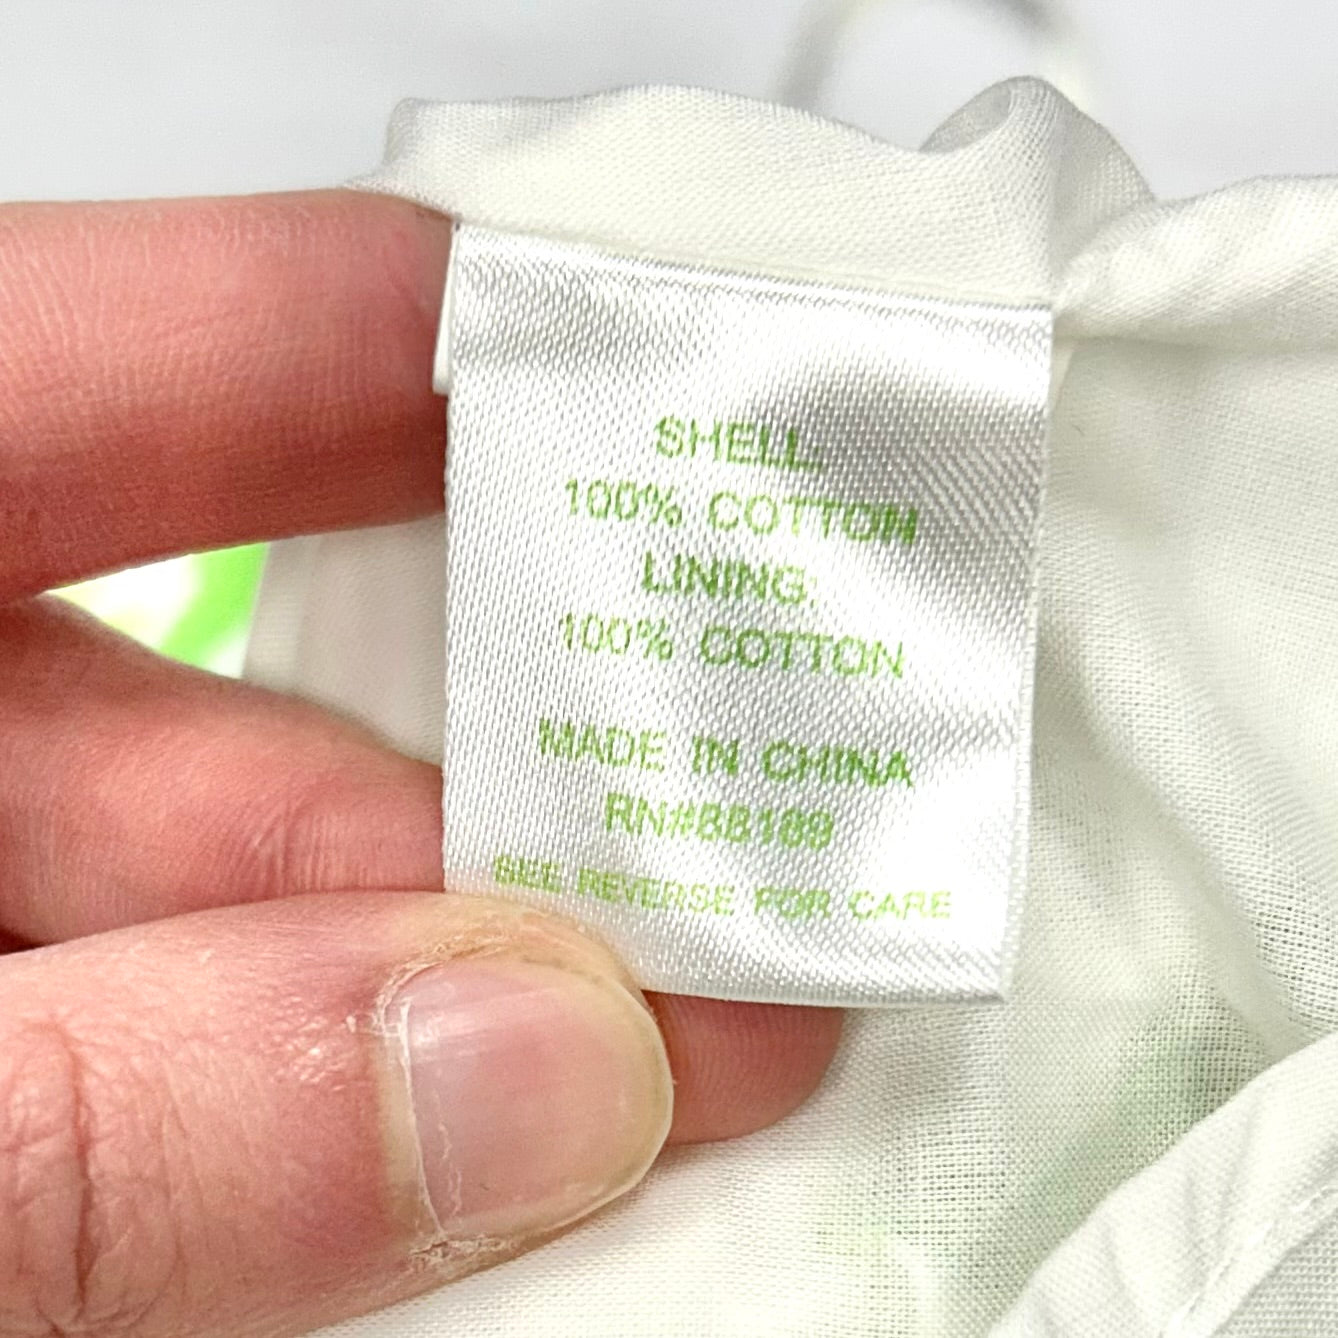 SHELL:
100% COTTON
LINING:
100% COTTON
MADE IN CHINA
RN#88189
SEE REVERSE FOR CARE